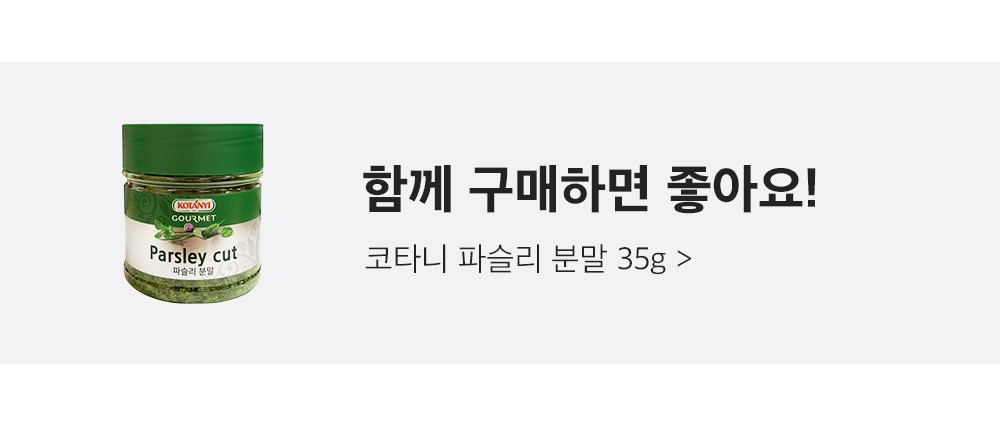 함께 구매하면 좋아요!
코타니 파슬리 분말 35g >
KOTÁNYI
GOURMET
Parsley cut
파슬리 분말